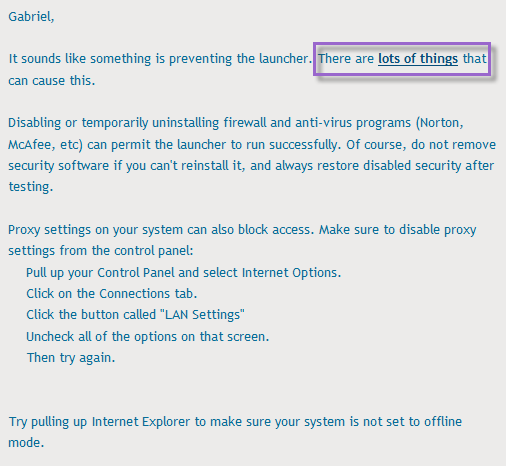 Gabriel,
It sounds like something is preventing the launcher. There are lots of things that
can cause this.
Disabling or temporarily uninstalling firewall and anti-virus programs (Norton,
McAfee, etc) can permit the launcher to run successfully. Of course, do not remove
security software if you can't reinstall it, and always restore disabled security after
testing.
Proxy settings on your system can also block access. Make sure to disable proxy
settings from the control panel:
Pull up your Control Panel and select Internet Options.
Click on the Connections tab.
Click the button called "LAN Settings"
Uncheck all of the options on that screen.
Then try again.
Try pulling up Internet Explorer to make sure your system is not set to offline
mode.